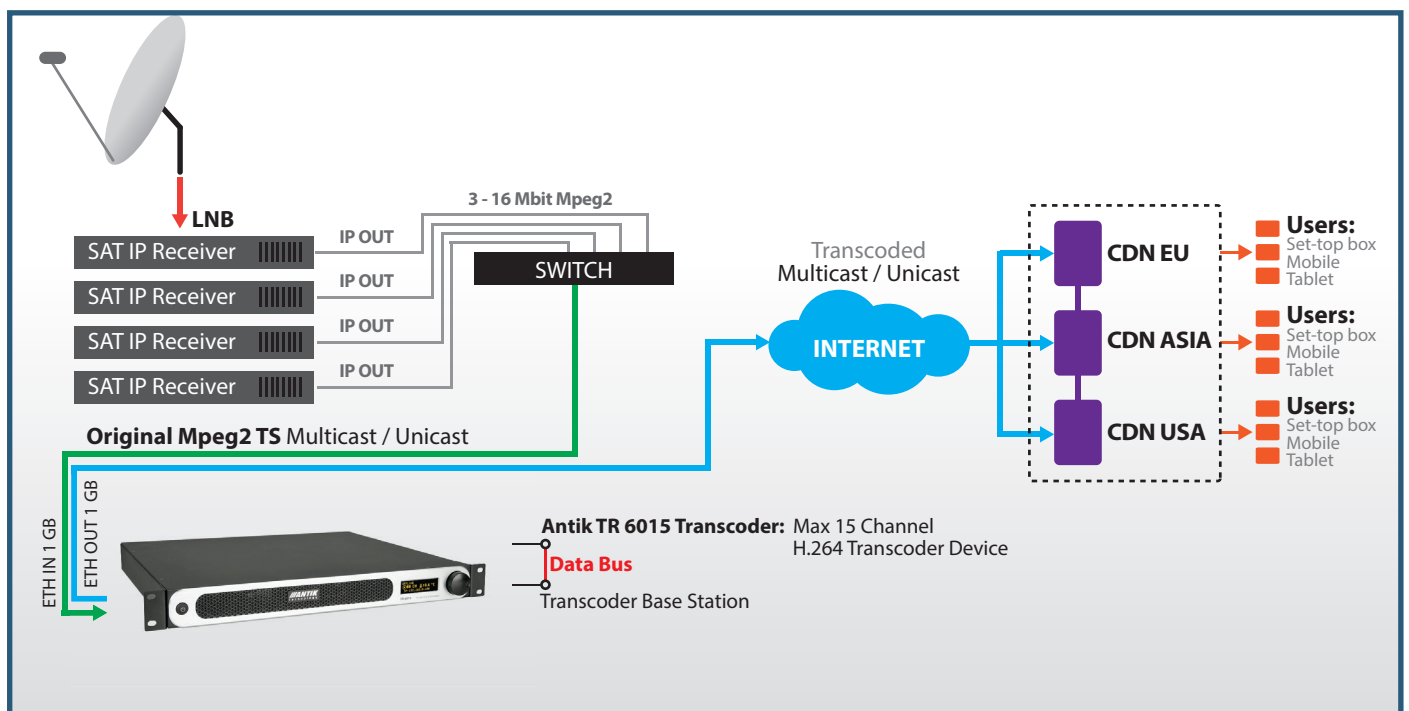 LNB
SAT IP Receiver
SAT IP Receiver
SAT IP Receiver
SAT IP Receiver
IP OUT
IP OUT
IP OUT
IP OUT
3 - 16 Mbit Mpeg2
SWITCH
Original Mpeg2 TS Multicast / Unicast
ETH IN 1 GB
ETH OUT 1 GB
ANTIK
Antik TR 6015 Transcoder: Max 15 Channel
H.264 Transcoder Device
Data Bus
Transcoder Base Station
Transcoded
Multicast / Unicast
INTERNET
CDN EU
CDN ASIA
CDN USA
Users:
Set-top box
Mobile
Tablet
Users:
Set-top box
Mobile
Tablet
Users:
Set-top box
Mobile
Tablet